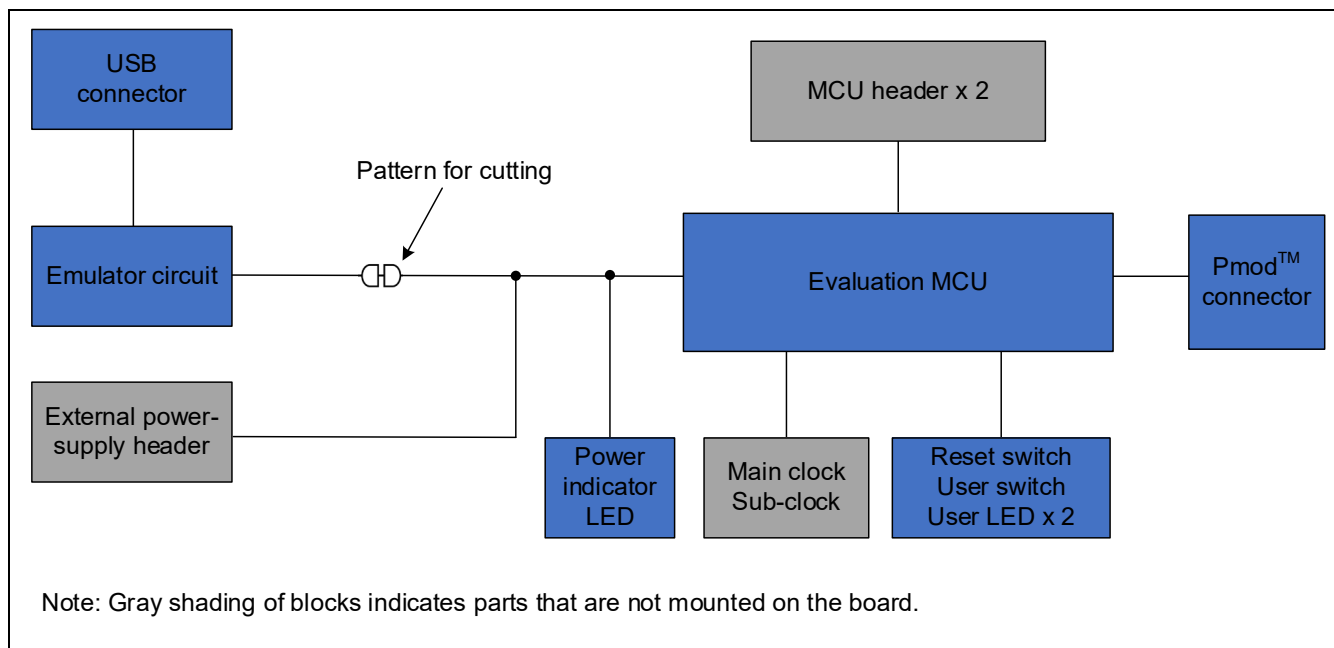 USB
connector
MCU header x 2
Pattern for cutting
Emulator circuit
Evaluation MCU
Pmod™
connector
External power-
supply header
Power
indicator
LED
Main clock
Sub-clock
Reset switch
User switch
User LED x 2
Note: Gray shading of blocks indicates parts that are not mounted on the board.